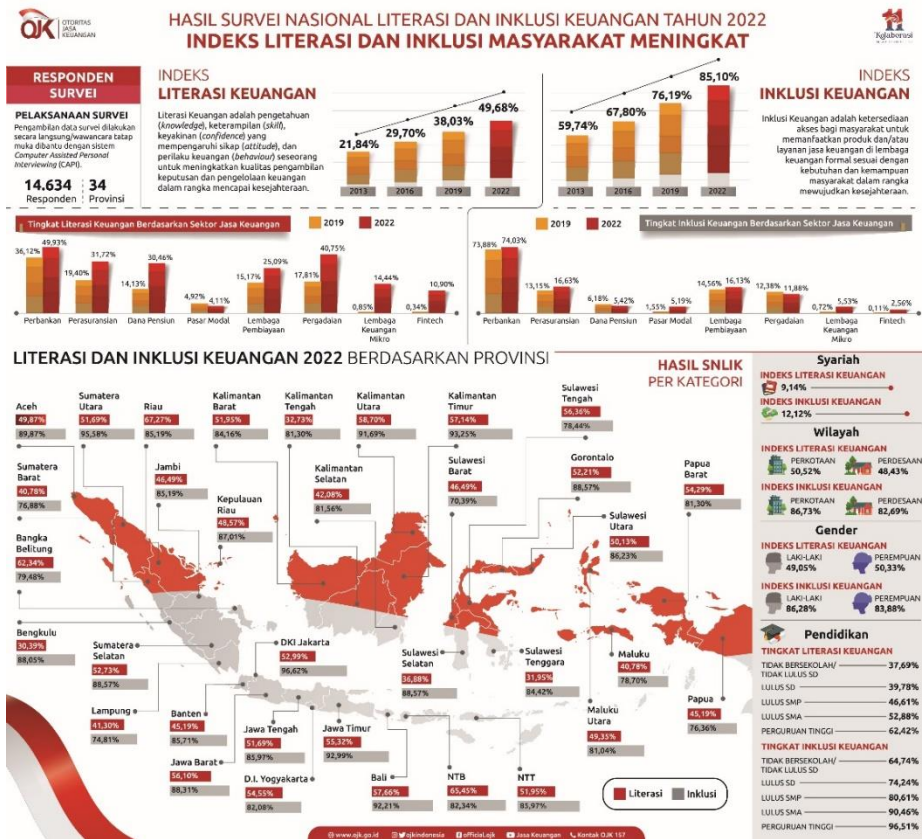 OJK
OTORITAS
JASA
KEUANGAN
HASIL SURVEI NASIONAL LITERASI DAN INKLUSI KEUANGAN TAHUN 2022
INDEKS LITERASI DAN INKLUSI MASYARAKAT MENINGKAT
Kolaborasi
RESPONDEN
SURVEI
PELAKSANAAN SURVEI
Pengambilan data survei dilakukan
secara langsung/wawancara tatap
muka dibantu dengan sistem
Computer Assisted Personal
Interviewing (CAPI).
14.634 34
Responden Provinsi
INDEKS
LITERASI KEUANGAN
Literasi Keuangan adalah pengetahuan
(knowledge), keterampilan (skill),
keyakinan (confidence) yang
mempengaruhi sikap (attitude), dan
perilaku keuangan (behaviour) seseorang
untuk meningkatkan kualitas pengambilan
keputusan dan pengelolaan keuangan
dalam rangka mencapai kesejahteraan.
21,84% 29,70% 38,03% 49,68%
2013 2016 2019 2022
59,74% 67,80% 76,19% 85,10%
2013 2016 2019 2022
INDEKS
INKLUSI KEUANGAN
Inklusi Keuangan adalah ketersediaan
akses bagi masyarakat untuk
memanfaatkan produk dan/atau
layanan jasa keuangan di lembaga
keuangan formal sesuai dengan
kebutuhan dan kemampuan
masyarakat dalam rangka
mewujudkan kesejahteraan.
Tingkat Literasi Keuangan Berdasarkan Sektor Jasa Keuangan
2019 2022
36,12% 49,93%
19,40% 31,72%
14,13% 30,46%
4,92% 4,11%
15,17% 25,09%
17,81% 40,75%
0,85% 14,44%
0,34% 10,90%
Perbankan Perasuransian Dana Pensiun Pasar Modal Lembaga Pergadaian Lembaga Fintech
Pembiayaan Keuangan
Mikro
2019 2022
Tingkat Inklusi Keuangan Berdasarkan Sektor Jasa Keuangan
73,88% 74,03%
13,15% 16,63%
6,18% 5,42%
1,55% 5,19%
14,56% 16,13%
12,38% 11,88%
0,72% 5,53%
0,11% 2,56%
Perbankan Perasuransian Dana Pensiun Pasar Modal Lembaga Pergadaian Lembaga Fintech
Pembiayaan Keuangan
Mikro
LITERASI DAN INKLUSI KEUANGAN 2022 BERDASARKAN PROVINSI
HASIL SNLIK
PER KATEGORI
Aceh
49,87%
89,87%
Sumatera
Utara
51,69%
95,58%
Riau
67,27%
85,19%
Kalimantan
Barat
51,95%
84,16%
Kalimantan
Tengah
32,73%
81,30%
Kalimantan
Utara
58,70%
91,69%
Kalimantan
Timur
57,14%
93,25%
Sulawesi
Tengah
56,36%
78,44%
Sumatera
Barat
40,78%
76,88%
Jambi
46,49%
85,19%
Kepulauan
Riau
48,57%
87,01%
Kalimantan
Selatan
42,08%
81,56%
Sulawesi
Barat
46,49%
70,39%
Gorontalo
52,21%
88,57%
Papua
Barat
54,29%
81,30%
Bangka
Belitung
62,34%
79,48%
Sulawesi
Utara
50,13%
86,23%
Bengkulu
30,39%
88,05%
Sumatera
Selatan
52,73%
88,57%
DKI Jakarta
52,99%
96,62%
Sulawesi
Selatan
36,88%
88,57%
Sulawesi
Tenggara
31,95%
84,42%
Maluku
40,78%
78,70%
Lampung
41,30%
74,81%
Banten
45,19%
85,71%
Jawa Tengah
51,69%
85,97%
Jawa Timur
55,32%
92,99%
Maluku
Utara
49,35%
81,04%
Papua
45,19%
76,36%
Jawa Barat
56,10%
88,31%
D.I. Yogyakarta
54,55%
82,08%
Bali
57,66%
92,21%
NTB
65,45%
82,34%
NTT
51,95%
85,97%
Literasi Inklusi
Syariah
INDEKS LITERASI KEUANGAN
9,14%
INDEKS INKLUSI KEUANGAN
12,12%
Wilayah
INDEKS LITERASI KEUANGAN
PERKOTAAN PERDESAAN
50,52% 48,43%
INDEKS INKLUSI KEUANGAN
PERKOTAAN PERDESAAN
86,73% 82,69%
Gender
INDEKS LITERASI KEUANGAN
LAKI-LAKI PEREMPUAN
49,05% 50,33%
INDEKS INKLUSI KEUANGAN
LAKI-LAKI PEREMPUAN
86,28% 83,88%
Pendidikan
TINGKAT LITERASI KEUANGAN
TIDAK BERSEKOLAH/ 37,69%
TIDAK LULUS SD
LULUS SD 39,78%
LULUS SMP 46,61%
LULUS SMA 52,88%
PERGURUAN TINGGI 62,42%
TINGKAT INKLUSI KEUANGAN
TIDAK BERSEKOLAH/ 64,74%
TIDAK LULUS SD
LULUS SD 74,24%
LULUS SMP 80,61%
LULUS SMA 90,46%
PERGURUAN TINGGI 96,51%
www.ojk.go.id ojkindonesia officialojk Jasa Keuangan Kontak OJK 157